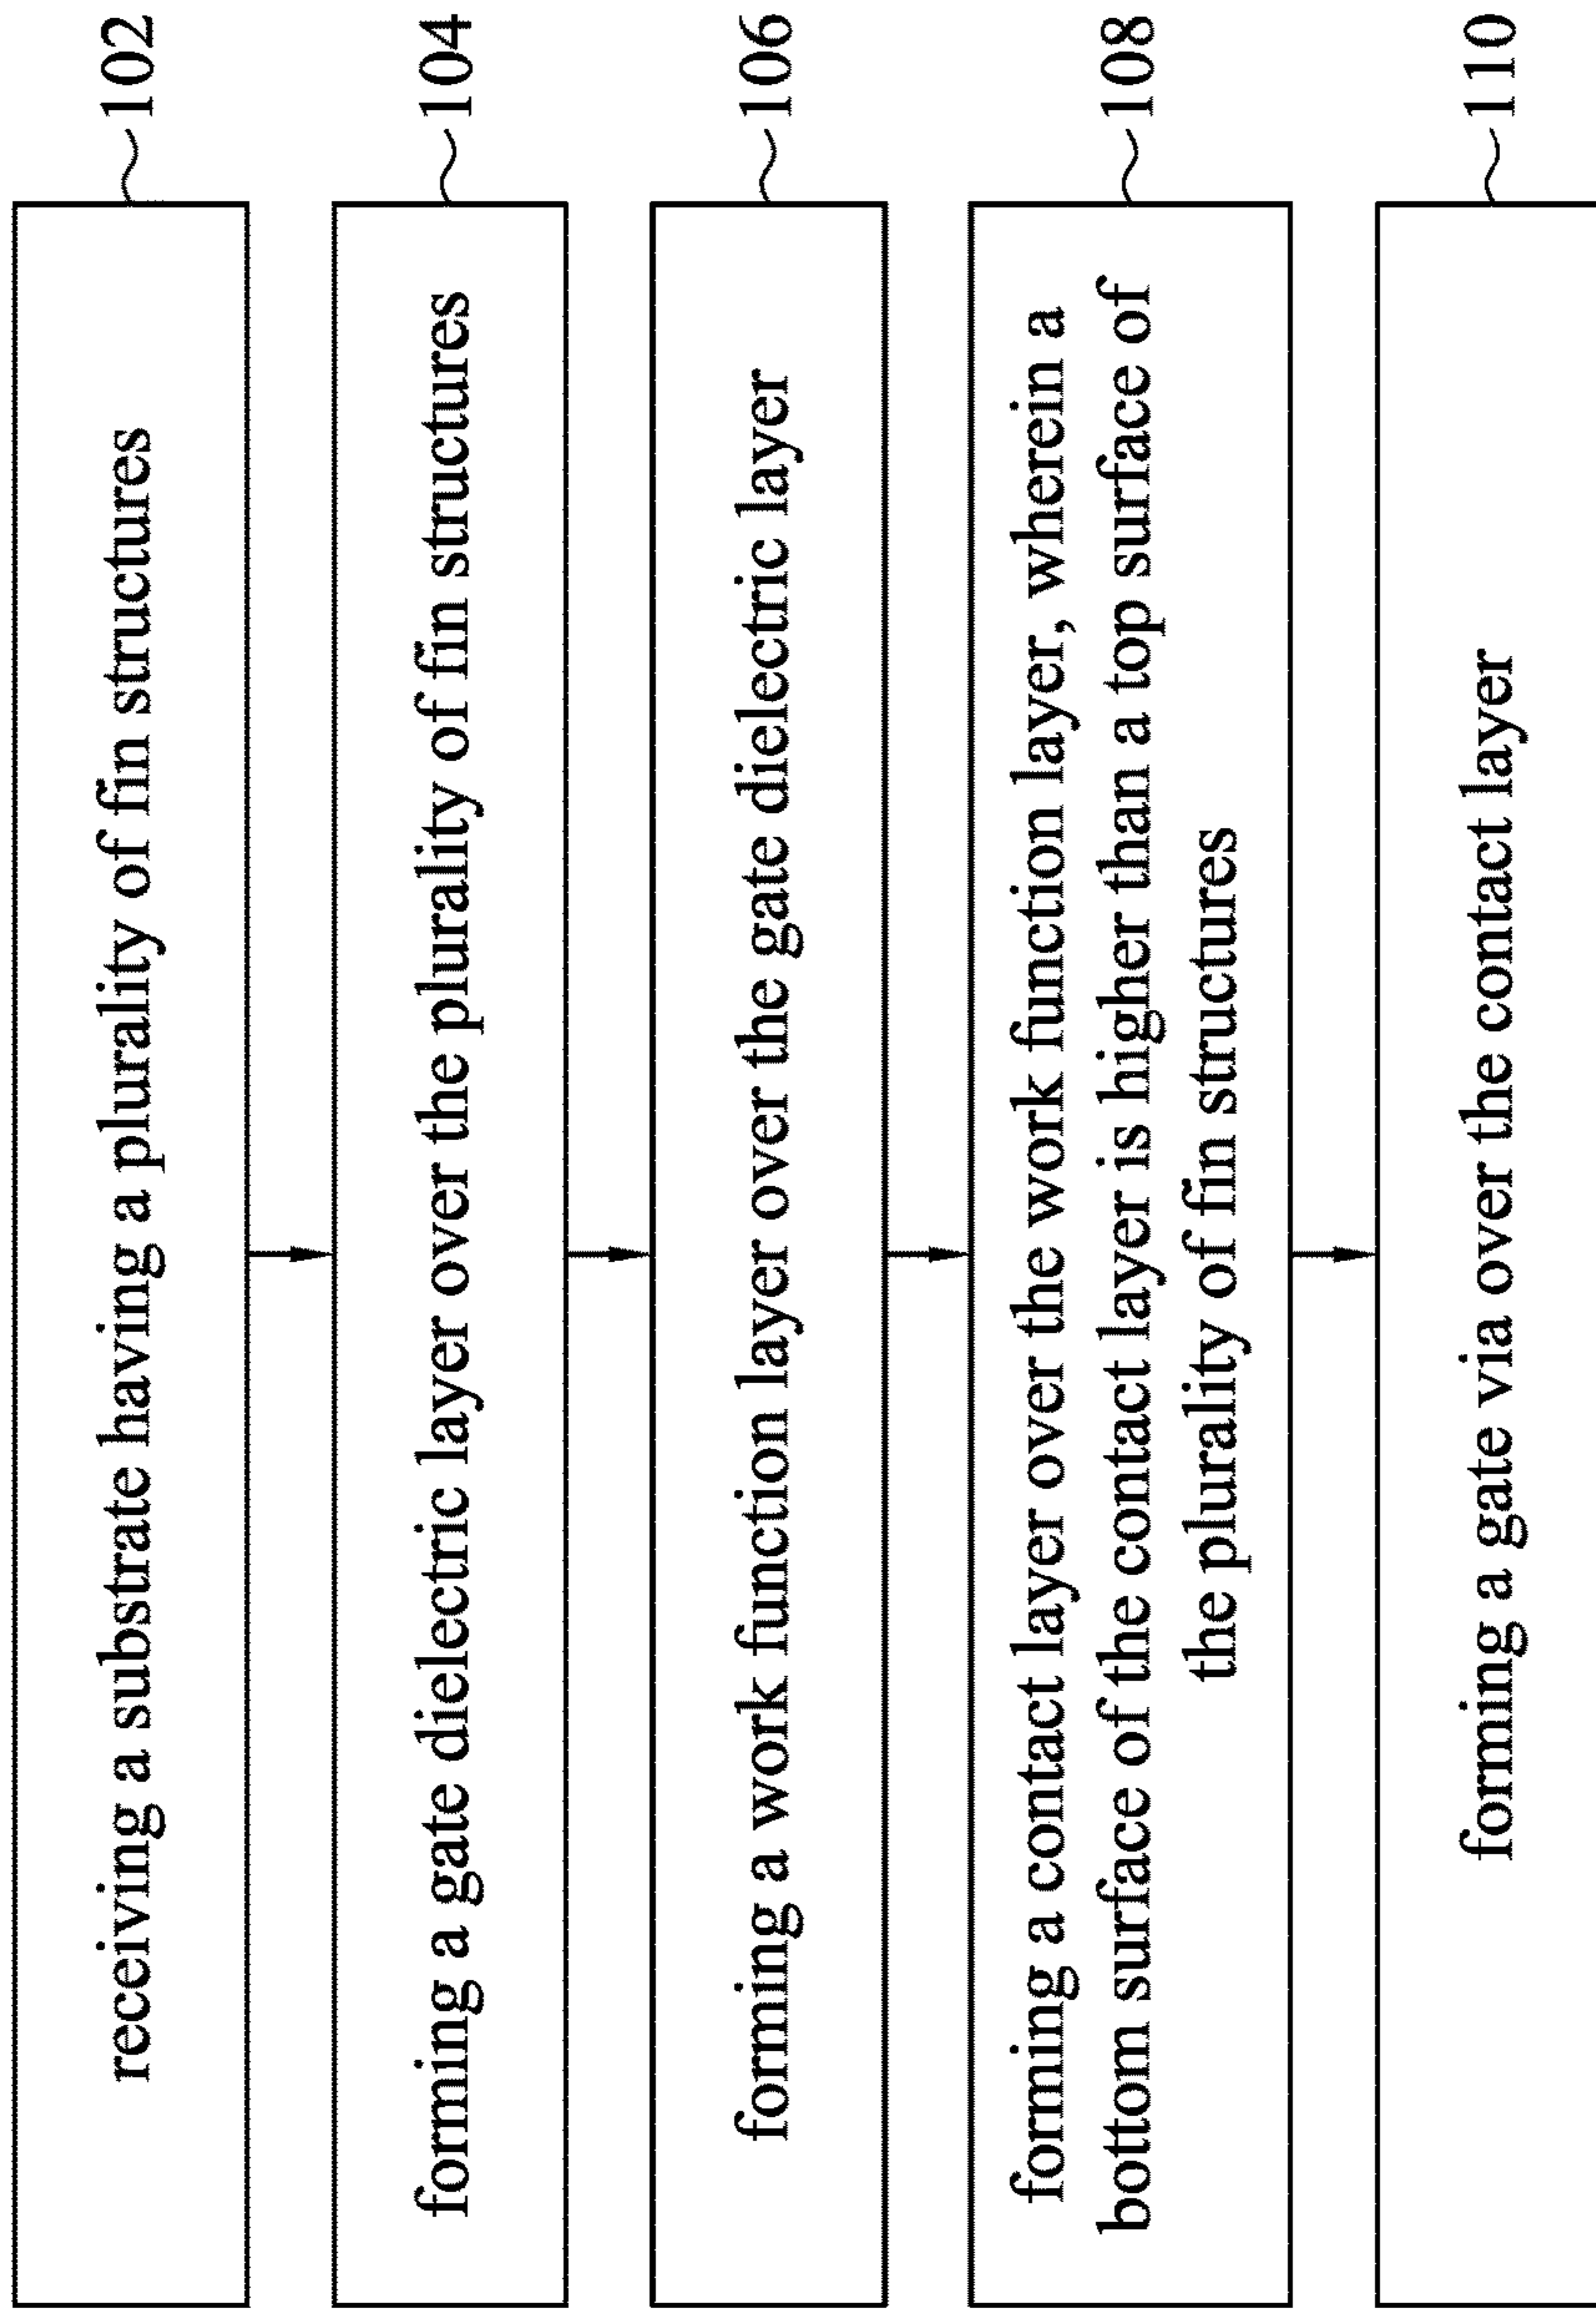 receiving a substrate having a plurality of fin structures
102
forming a gate dielectric layer over the plurality of fin structures
104
forming a work function layer over the gate dielectric layer
106
forming a contact layer over the work function layer, wherein a
bottom surface of the contact layer is higher than a top surface of
the plurality of fin structures
108
forming a gate via over the contact layer
110